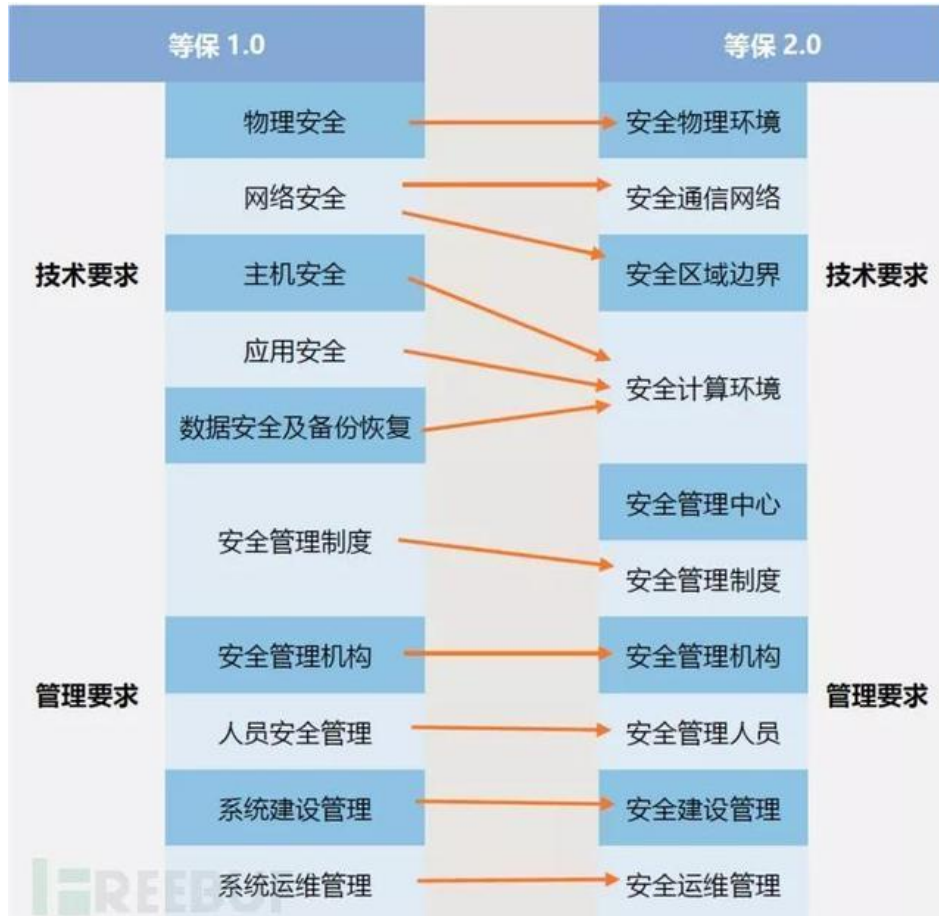 等保 1.0
等保 2.0
物理安全
安全物理环境
网络安全
安全通信网络
技术要求
主机安全
安全区域边界
技术要求
应用安全
安全计算环境
数据安全及备份恢复
安全管理中心
安全管理制度
安全管理制度
安全管理机构
安全管理机构
管理要求
管理要求
人员安全管理
安全管理人员
系统建设管理
安全建设管理
系统运维管理
安全运维管理
REEBUF